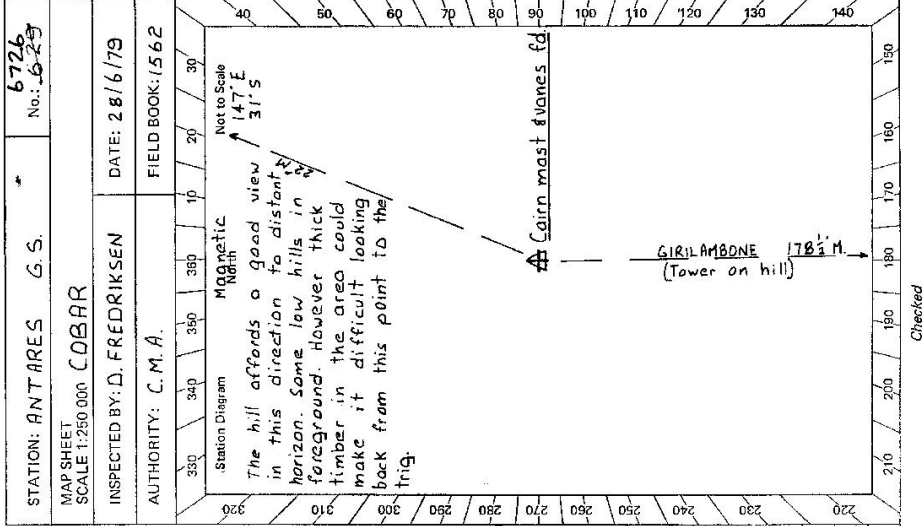 STATION: ANTARES G.S.
No.: 629
6726
MAP SHEET
SCALE 1:250 000 COBAR
INSPECTED BY: D. FREDRIKSEN
DATE: 28/6/79
AUTHORITY: C.M.A.
FIELD BOOK: 1562
330 340 350 360 10 20 30
Station Diagram
Magnetic
North
Not to Scale
147°E
31°S
The hill affords a good view
in this direction to distant
horizon. Some low hills in
foreground. However thick
timber in the area could
make it difficult looking
back from this point to the
trig.
22°M
Cairn mast & vanes fd.
GIRILAMBONE 178½° M.
(Tower on hill)
40 50 60 70 80 90 100 110 120 130 140
320 310 300 290 280 270 260 250 240 230 220
210 200 190 180 170 160 150
Checked